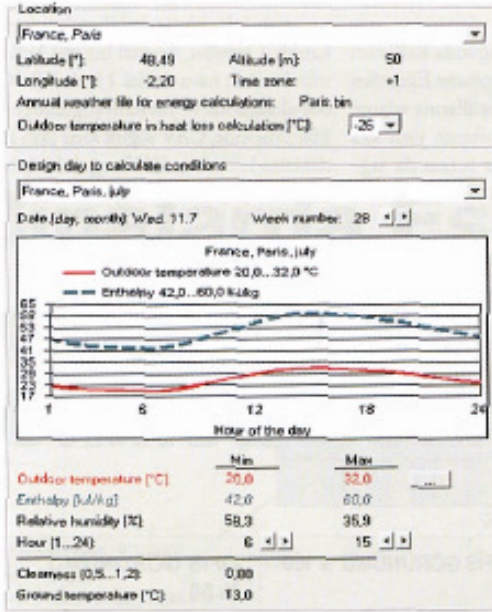 Location
France, Paris
Latitude [°]: 48,49 Altitude [m]: 50
Longitude [°]: -2,20 Time zone: +1
Annual weather file for energy calculations: Paris.bin
Outdoor temperature in heat loss calculation [°C]: -26
Design day to calculate conditions
France, Paris, july
Date (day, month): Wed. 11.7 Week number: 28
France, Paris, july
Outdoor temperature 20,0...32,0 °C
Enthalpy 42,0...60,0 kJ/kg
65
59
53
47
41
35
29
23
17
1 6 12 18 24
Hour of the day
Min Max
Outdoor temperature [°C] 20,0 32,0 ...
Enthalpy [kJ/kg] 42,0 60,0
Relative humidity [%] 58,3 35,9
Hour [1...24]: 6 15
Clearness (0,5...1,2): 0,80
Ground temperature [°C]: 13,0